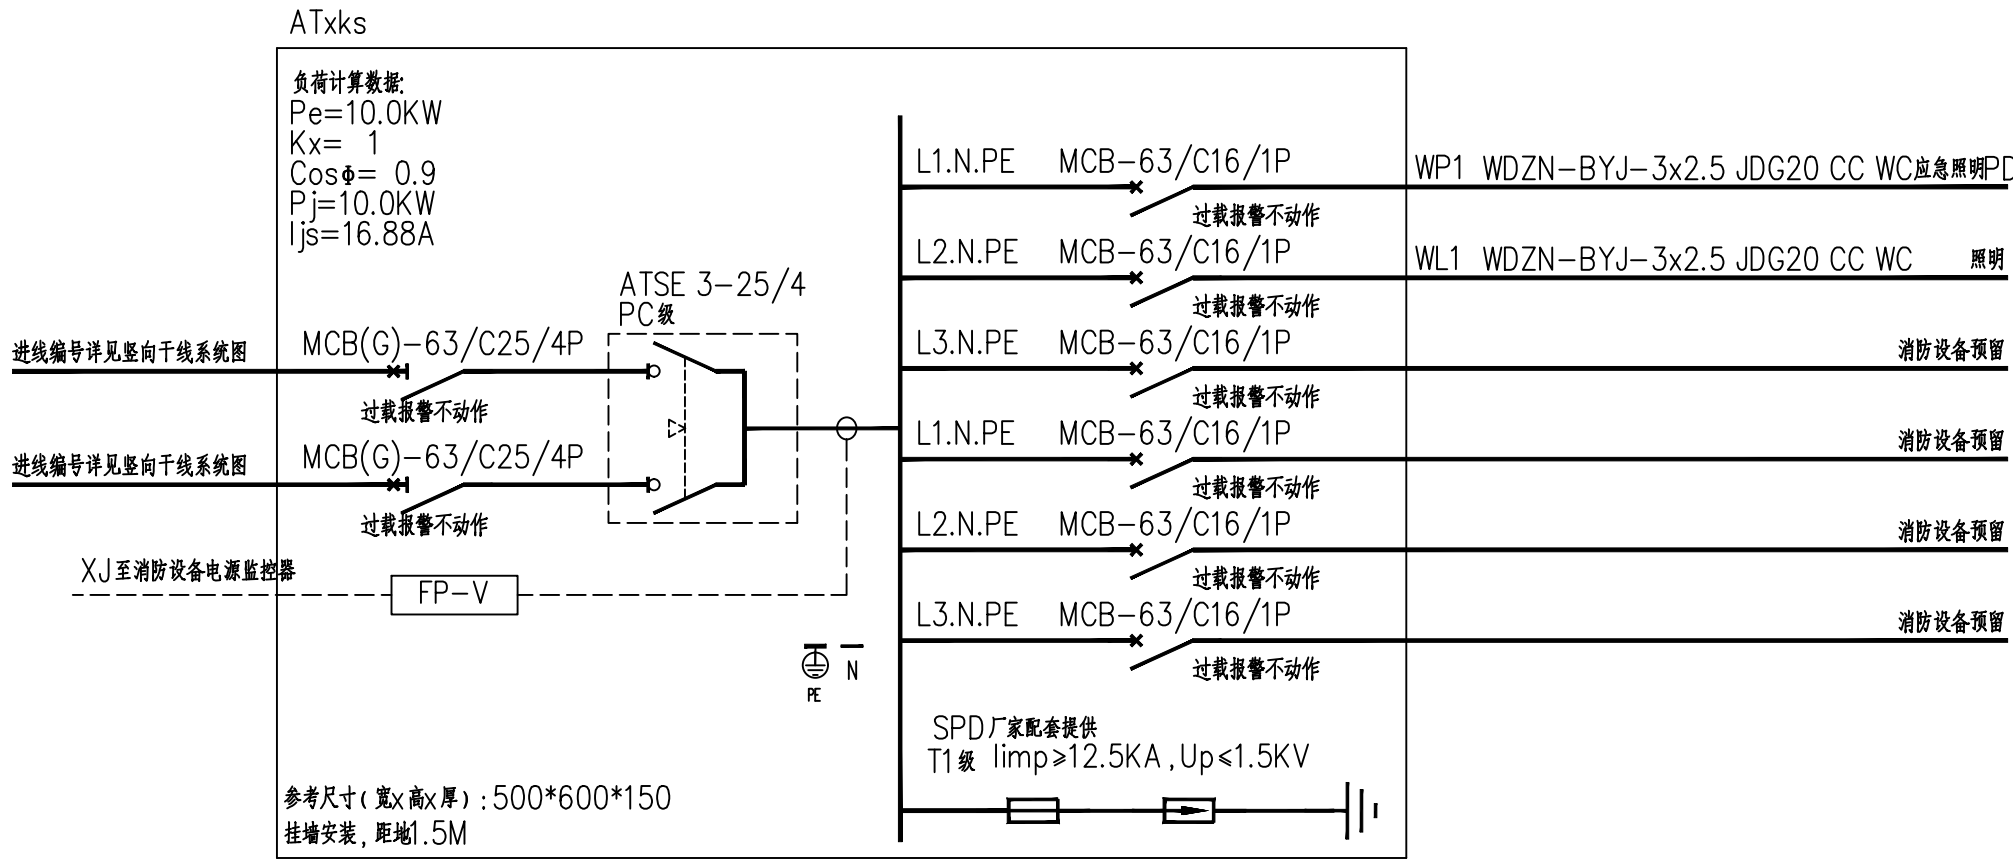 ATxks
负荷计算数据:
Pe=10.0KW
Kx= 1
CosΦ= 0.9
Pj=10.0KW
Ijs=16.88A
ATSE 3-25/4
PC级
进线编号详见竖向干线系统图
MCB(G)-63/C25/4P
过载报警不动作
进线编号详见竖向干线系统图
MCB(G)-63/C25/4P
过载报警不动作
XJ至消防设备电源监控器
FP-V
PE
N
L1.N.PE MCB-63/C16/1P WP1 WDZN-BYJ-3x2.5 JDG20 CC WC应急照明PD
过载报警不动作
L2.N.PE MCB-63/C16/1P WL1 WDZN-BYJ-3x2.5 JDG20 CC WC 照明
过载报警不动作
L3.N.PE MCB-63/C16/1P 消防设备预留
过载报警不动作
L1.N.PE MCB-63/C16/1P 消防设备预留
过载报警不动作
L2.N.PE MCB-63/C16/1P 消防设备预留
过载报警不动作
L3.N.PE MCB-63/C16/1P 消防设备预留
过载报警不动作
SPD厂家配套提供
T1级 Iimp≥12.5KA,Up≤1.5KV
参考尺寸(宽x高x厚):500*600*150
挂墙安装,距地1.5M